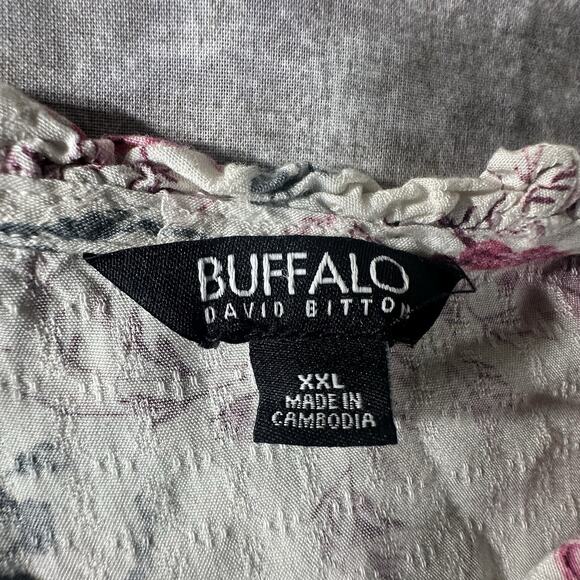 BUFFALO
DAVID BITTON
XXL
MADE IN
CAMBODIA